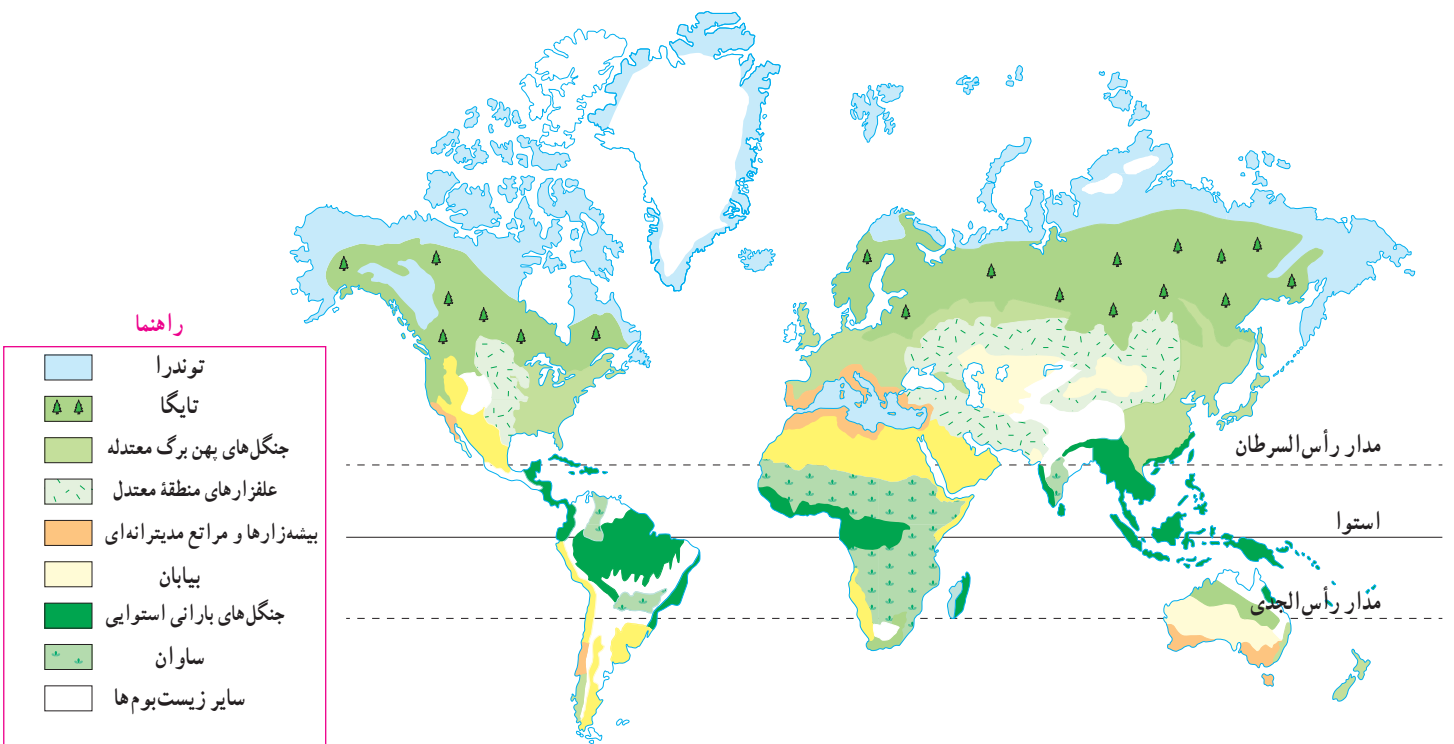 راهنما
توندرا
تایگا
جنگل‌های پهن برگ معتدله
علفزارهای منطقهٔ معتدل
بیشه‌زارها و مراتع مدیترانه‌ای
بیابان
جنگل‌های بارانی استوایی
ساوان
سایر زیست‌بوم‌ها
مدار رأس‌السرطان
استوا
مدار رأس‌الجدی